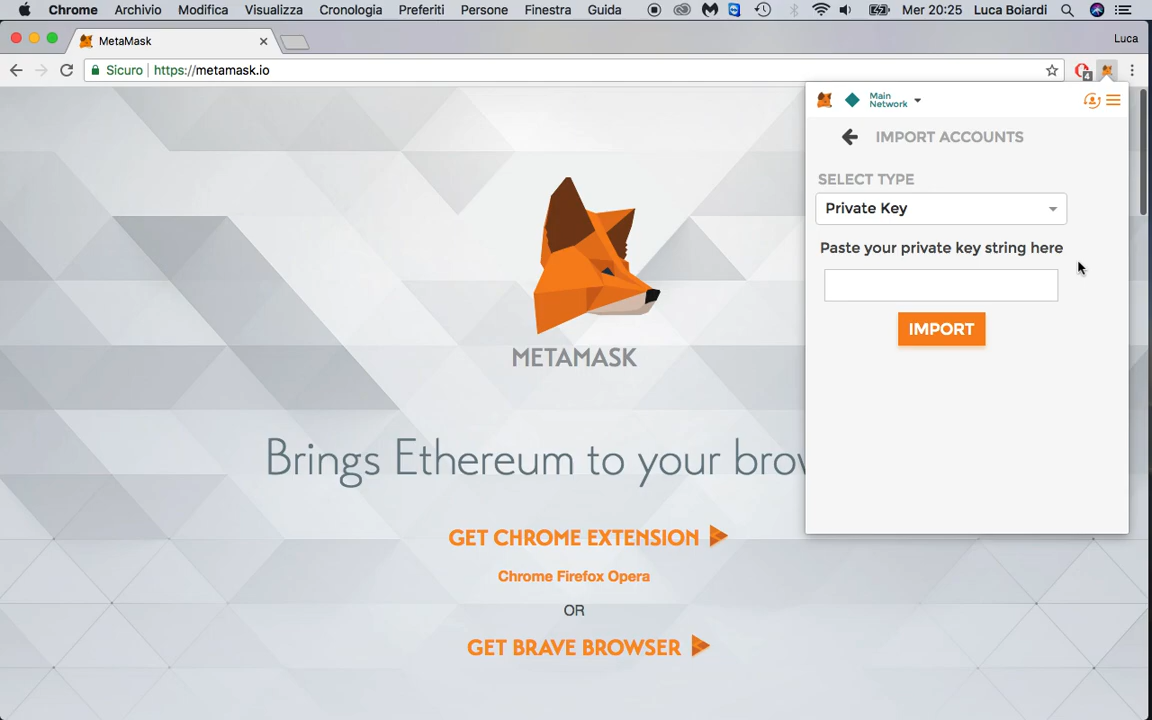 Chrome Archivio Modifica Visualizza Cronologia Preferiti Persone Finestra Guida Mer 20:25 Luca Boiardi
MetaMask
Luca
Sicuro https://metamask.io
4
Main
Network
IMPORT ACCOUNTS
SELECT TYPE
Private Key
Paste your private key string here
IMPORT
METAMASK
Brings Ethereum to your brow
GET CHROME EXTENSION
Chrome Firefox Opera
OR
GET BRAVE BROWSER